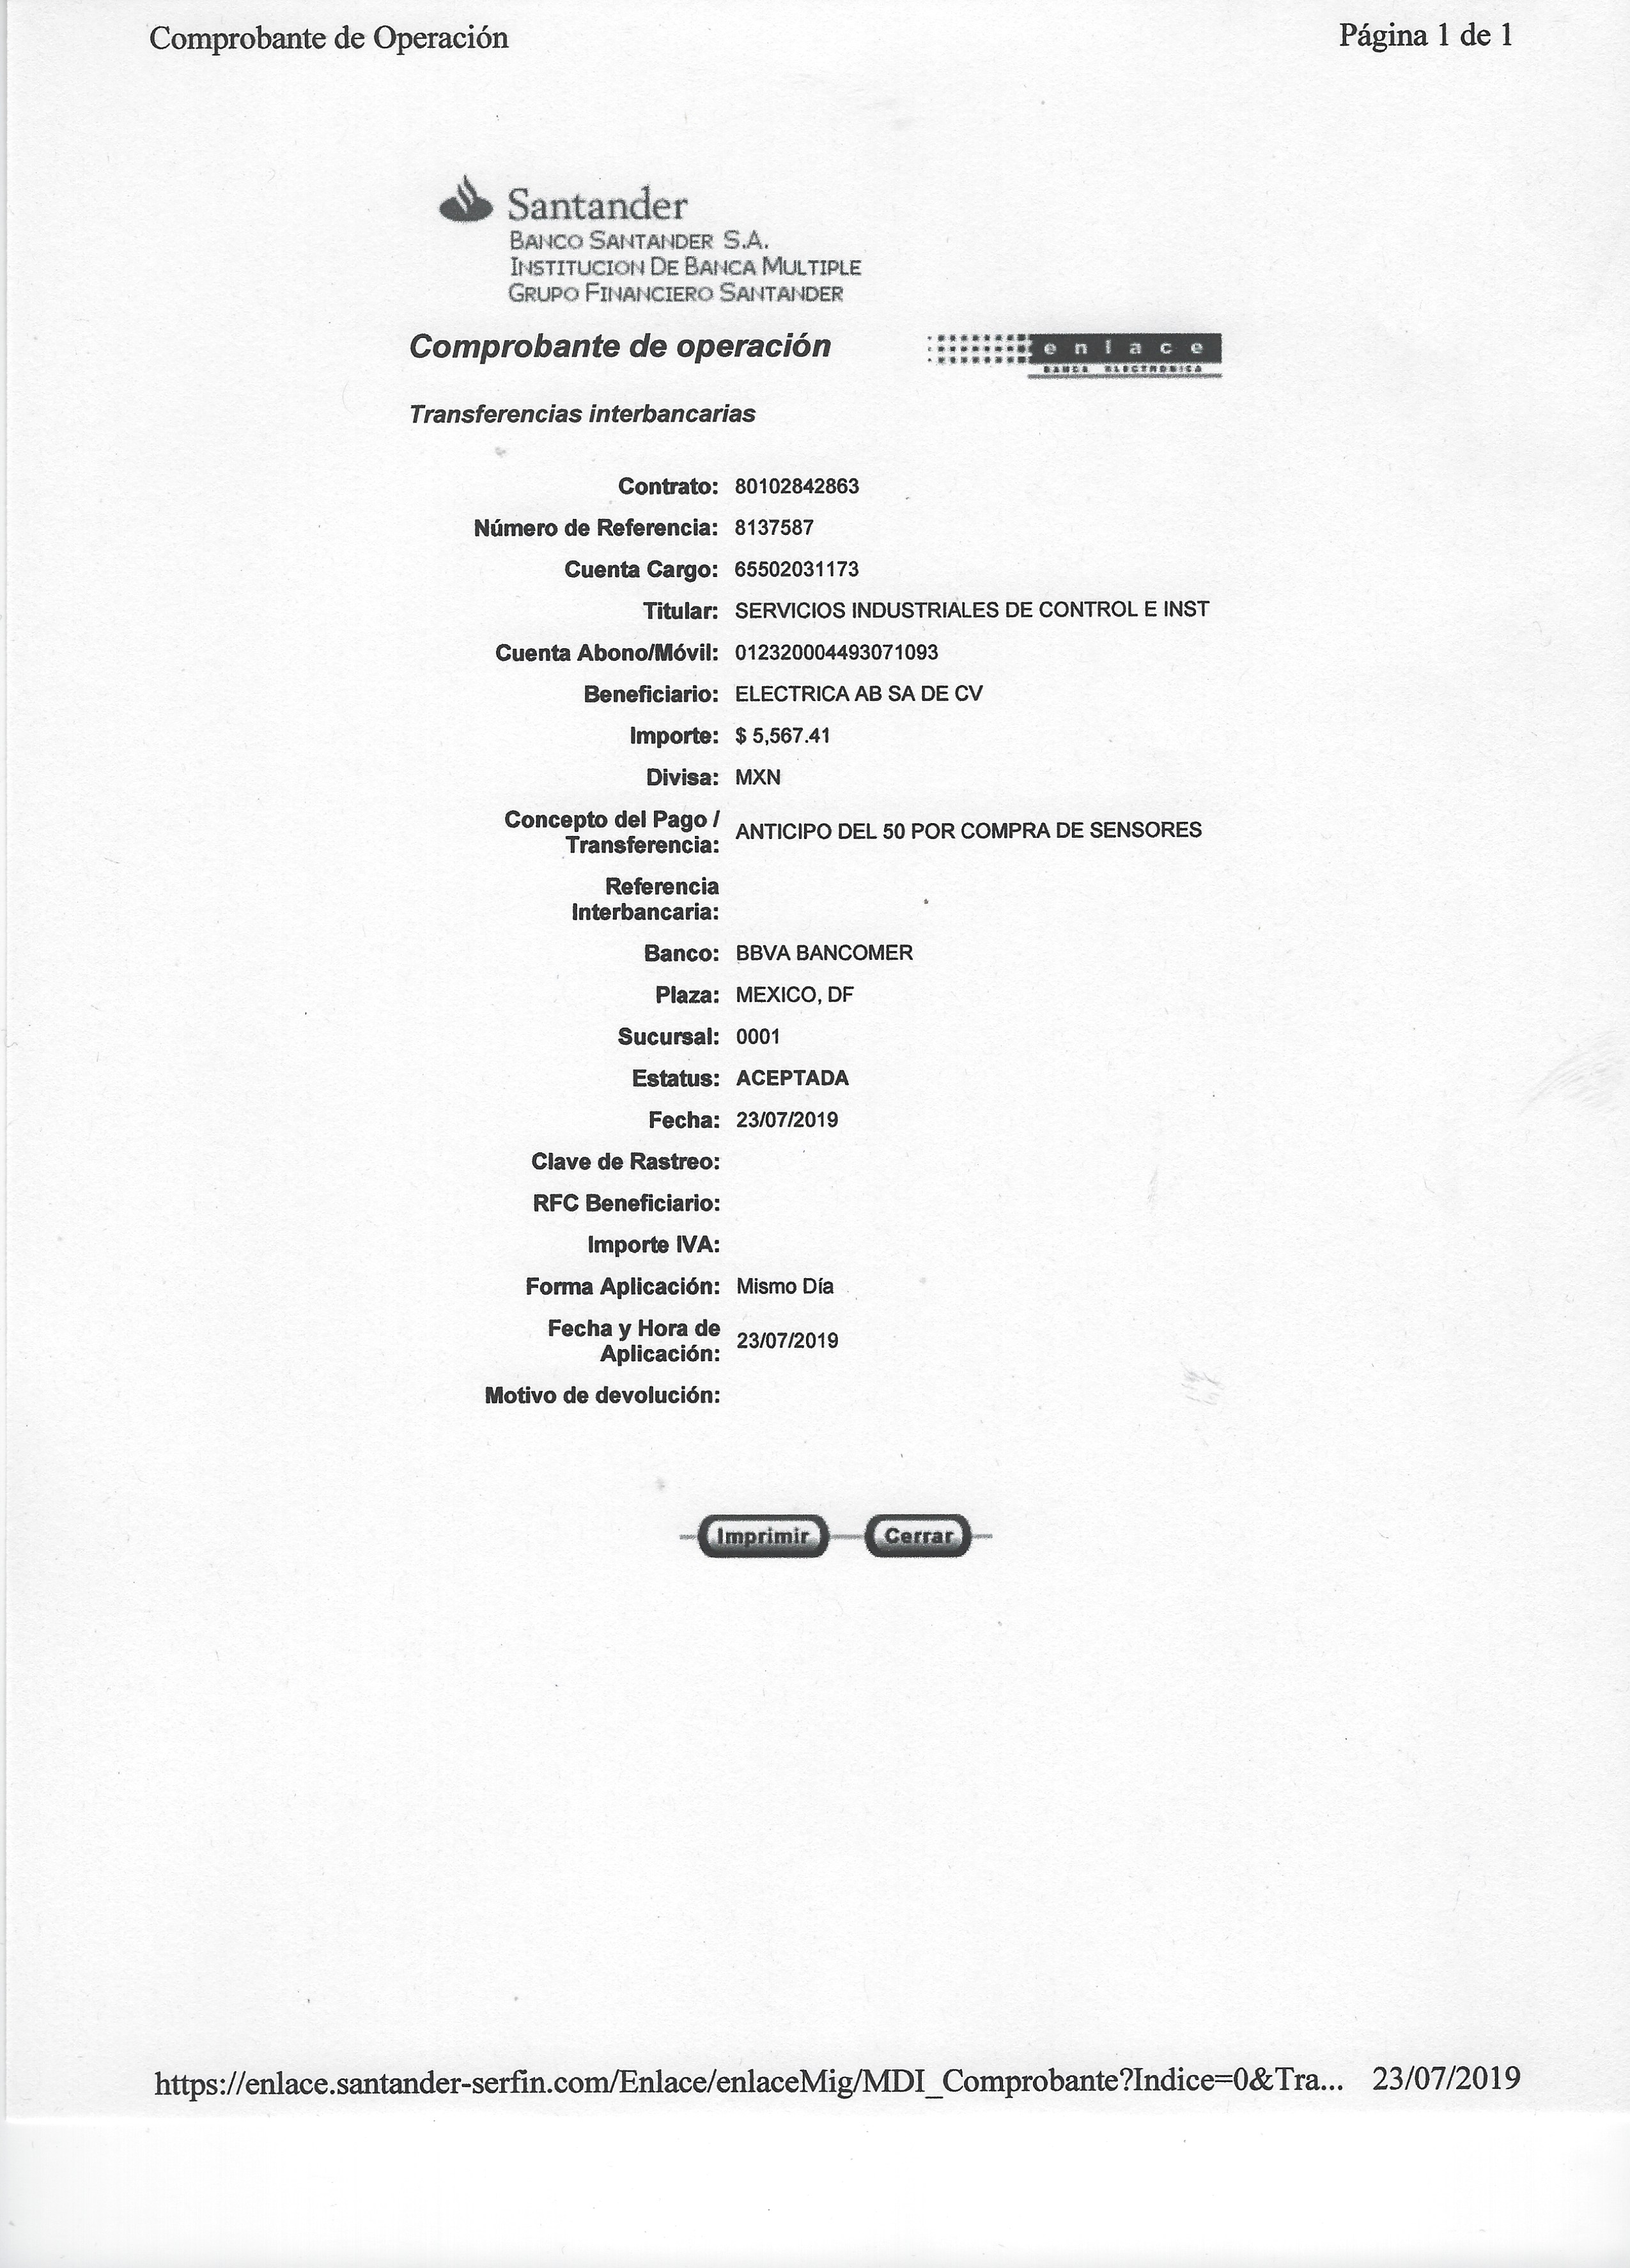 Comprobante de Operación
Página 1 de 1
Santander
BANCO SANTANDER S.A.
INSTITUCION DE BANCA MULTIPLE
GRUPO FINANCIERO SANTANDER
Comprobante de operación
enlace
BANCA ELECTRONICA
Transferencias interbancarias
Contrato: 80102842863
Número de Referencia: 8137587
Cuenta Cargo: 65502031173
Titular: SERVICIOS INDUSTRIALES DE CONTROL E INST
Cuenta Abono/Móvil: 012320004493071093
Beneficiario: ELECTRICA AB SA DE CV
Importe: $ 5,567.41
Divisa: MXN
Concepto del Pago /
Transferencia: ANTICIPO DEL 50 POR COMPRA DE SENSORES
Referencia
Interbancaria:
Banco: BBVA BANCOMER
Plaza: MEXICO, DF
Sucursal: 0001
Estatus: ACEPTADA
Fecha: 23/07/2019
Clave de Rastreo:
RFC Beneficiario:
Importe IVA:
Forma Aplicación: Mismo Día
Fecha y Hora de
Aplicación: 23/07/2019
Motivo de devolución:
Imprimir Cerrar
https://enlace.santander-serfin.com/Enlace/enlaceMig/MDI_Comprobante?Indice=0&Tra... 23/07/2019